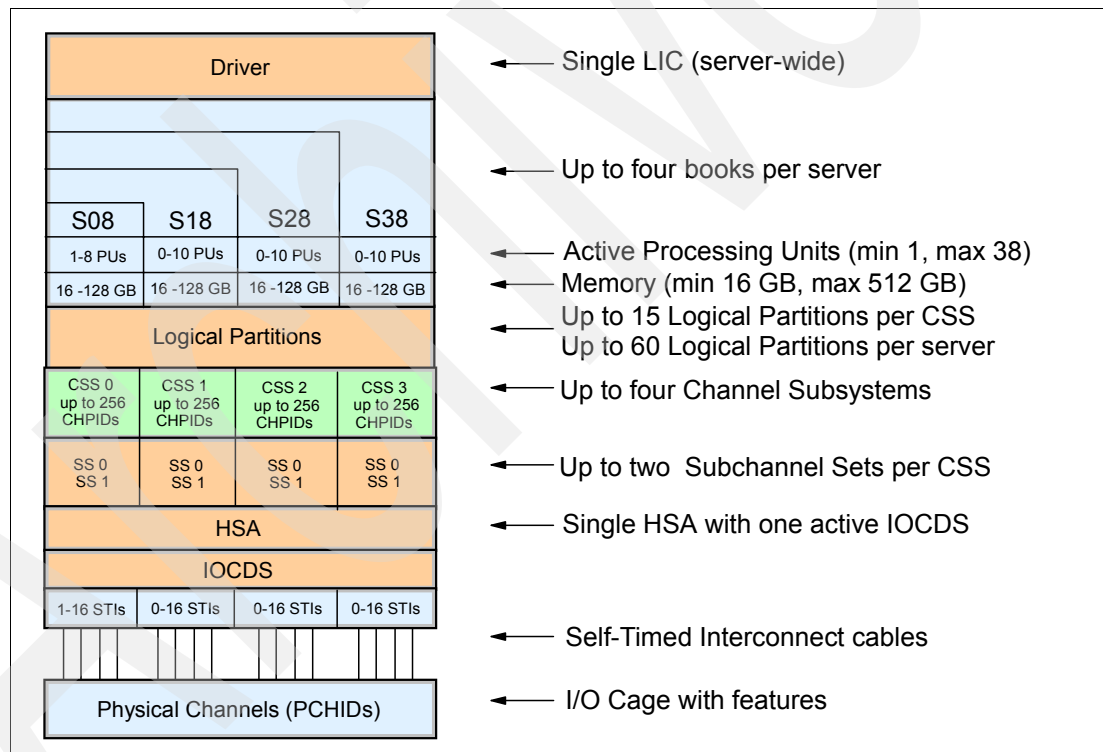 Driver
Single LIC (server-wide)
Up to four books per server
S08 S18 S28 S38
1-8 PUs 0-10 PUs 0-10 PUs 0-10 PUs
Active Processing Units (min 1, max 38)
16 -128 GB 16 -128 GB 16 -128 GB 16 -128 GB
Memory (min 16 GB, max 512 GB)
Logical Partitions
Up to 15 Logical Partitions per CSS
Up to 60 Logical Partitions per server
CSS 0 CSS 1 CSS 2 CSS 3
up to 256 up to 256 up to 256 up to 256
CHPIDs CHPIDs CHPIDs CHPIDs
Up to four Channel Subsystems
SS 0 SS 0 SS 0 SS 0
SS 1 SS 1 SS 1 SS 1
Up to two Subchannel Sets per CSS
HSA
Single HSA with one active IOCDS
IOCDS
1-16 STIs 0-16 STIs 0-16 STIs 0-16 STIs
Self-Timed Interconnect cables
Physical Channels (PCHIDs)
I/O Cage with features